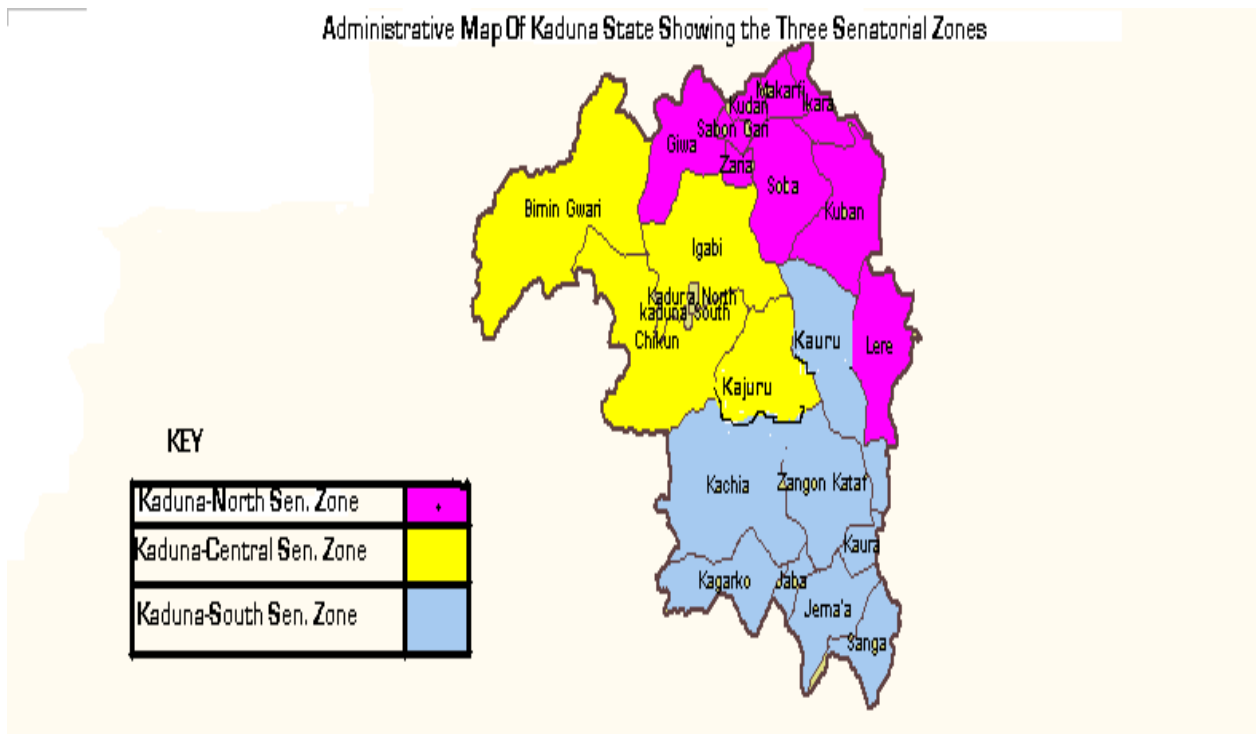 Administrative Map Of Kaduna State Showing the Three Senatorial Zones
Makarfi
Kudan
Ikara
Sabon Gari
Giwa
Zaria
Soba
Kuban
Birnin Gwari
Igabi
Kaduna North
kaduna South
Chikun
Kauru
Lere
Kajuru
KEY
Kaduna-North Sen. Zone
Kaduna-Central Sen. Zone
Kaduna-South Sen. Zone
Kachia
Zangon Kataf
Kaura
Kagarko
Jaba
Jema'a
Sanga